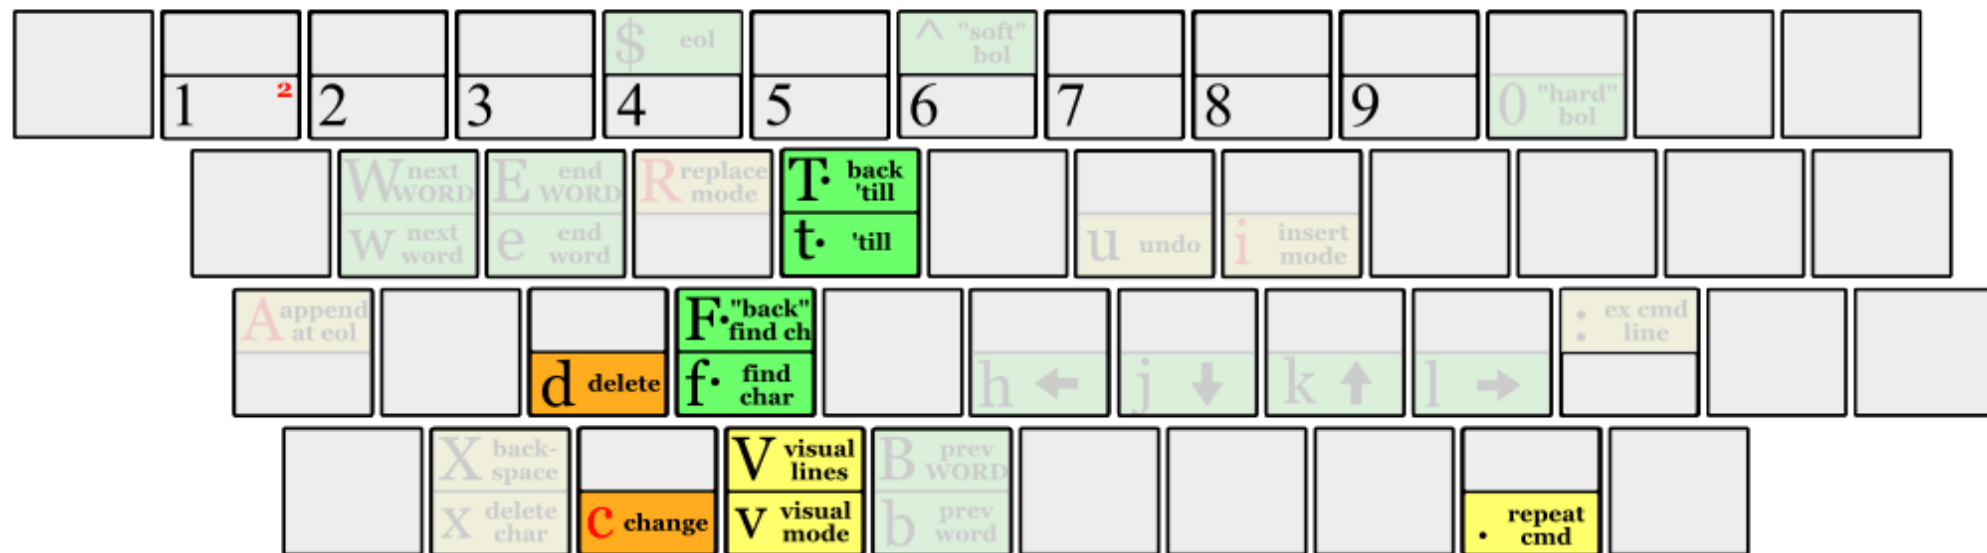 $ eol ^ "soft" bol
1 2 2 3 4 5 6 7 8 9 0 "hard" bol
W next WORD E end WORD R replace mode T· back 'till
w next word e end word t· 'till u undo i insert mode
A append at eol F· "back" find ch : ex cmd line
d delete f· find char h ← j ↓ k ↑ l →
X back-space V visual lines B prev WORD
x delete char c change v visual mode b prev word . repeat cmd